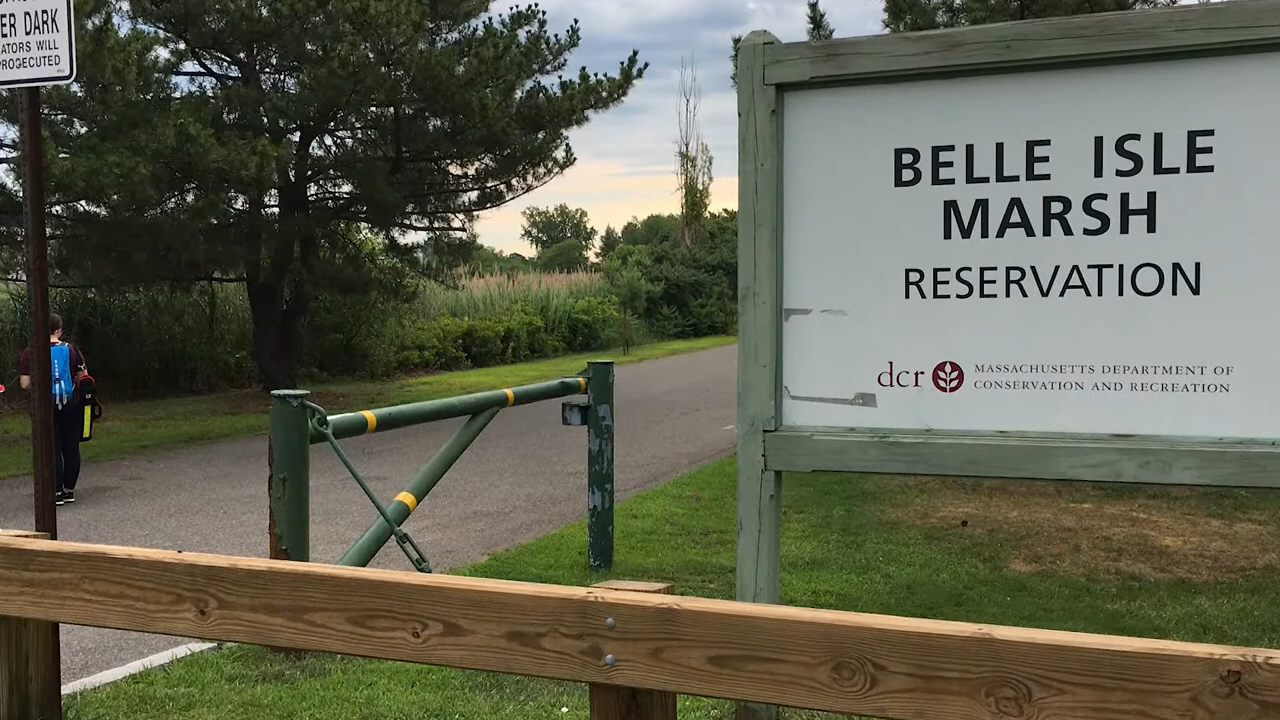 ER DARK
ATORS WILL
PROSECUTED
BELLE ISLE
MARSH
RESERVATION
dcr MASSACHUSETTS DEPARTMENT OF
CONSERVATION AND RECREATION